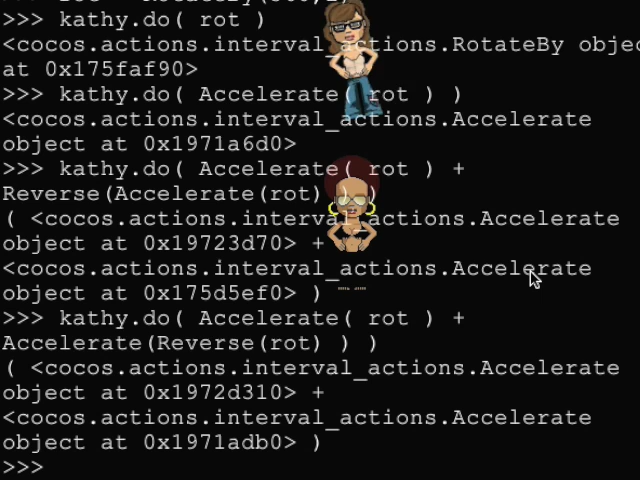 >>> kathy.do( rot )
<cocos.actions.interval_actions.RotateBy objec
at 0x175faf90>
>>> kathy.do( Accelerate( rot ) )
<cocos.actions.interval_actions.Accelerate
object at 0x1971a6d0>
>>> kathy.do( Accelerate( rot ) +
Reverse(Accelerate(rot) ) )
( <cocos.actions.interval_actions.Accelerate
object at 0x19723d70> +
<cocos.actions.interval_actions.Accelerate
object at 0x175d5ef0> )
>>> kathy.do( Accelerate( rot ) +
Accelerate(Reverse(rot) ) )
( <cocos.actions.interval_actions.Accelerate
object at 0x1972d310> +
<cocos.actions.interval_actions.Accelerate
object at 0x1971adb0> )
>>>